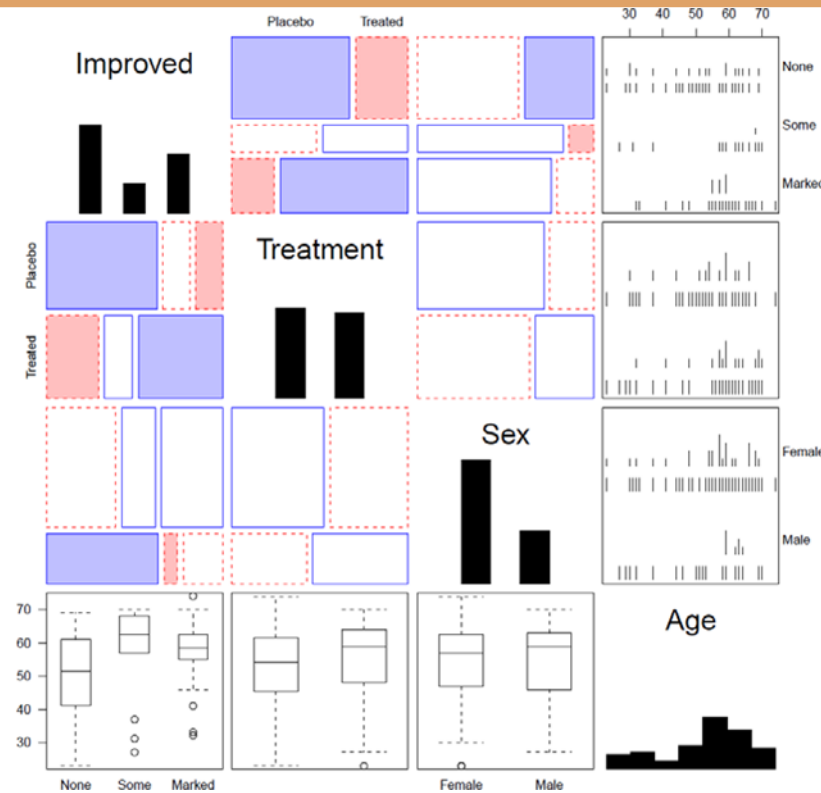 Placebo Treated
30 40 50 60 70
Improved
None
Some
Marked
Placebo
Treatment
Treated
Sex
Female
Male
70
60
50
40
30
Age
None Some Marked
Female Male